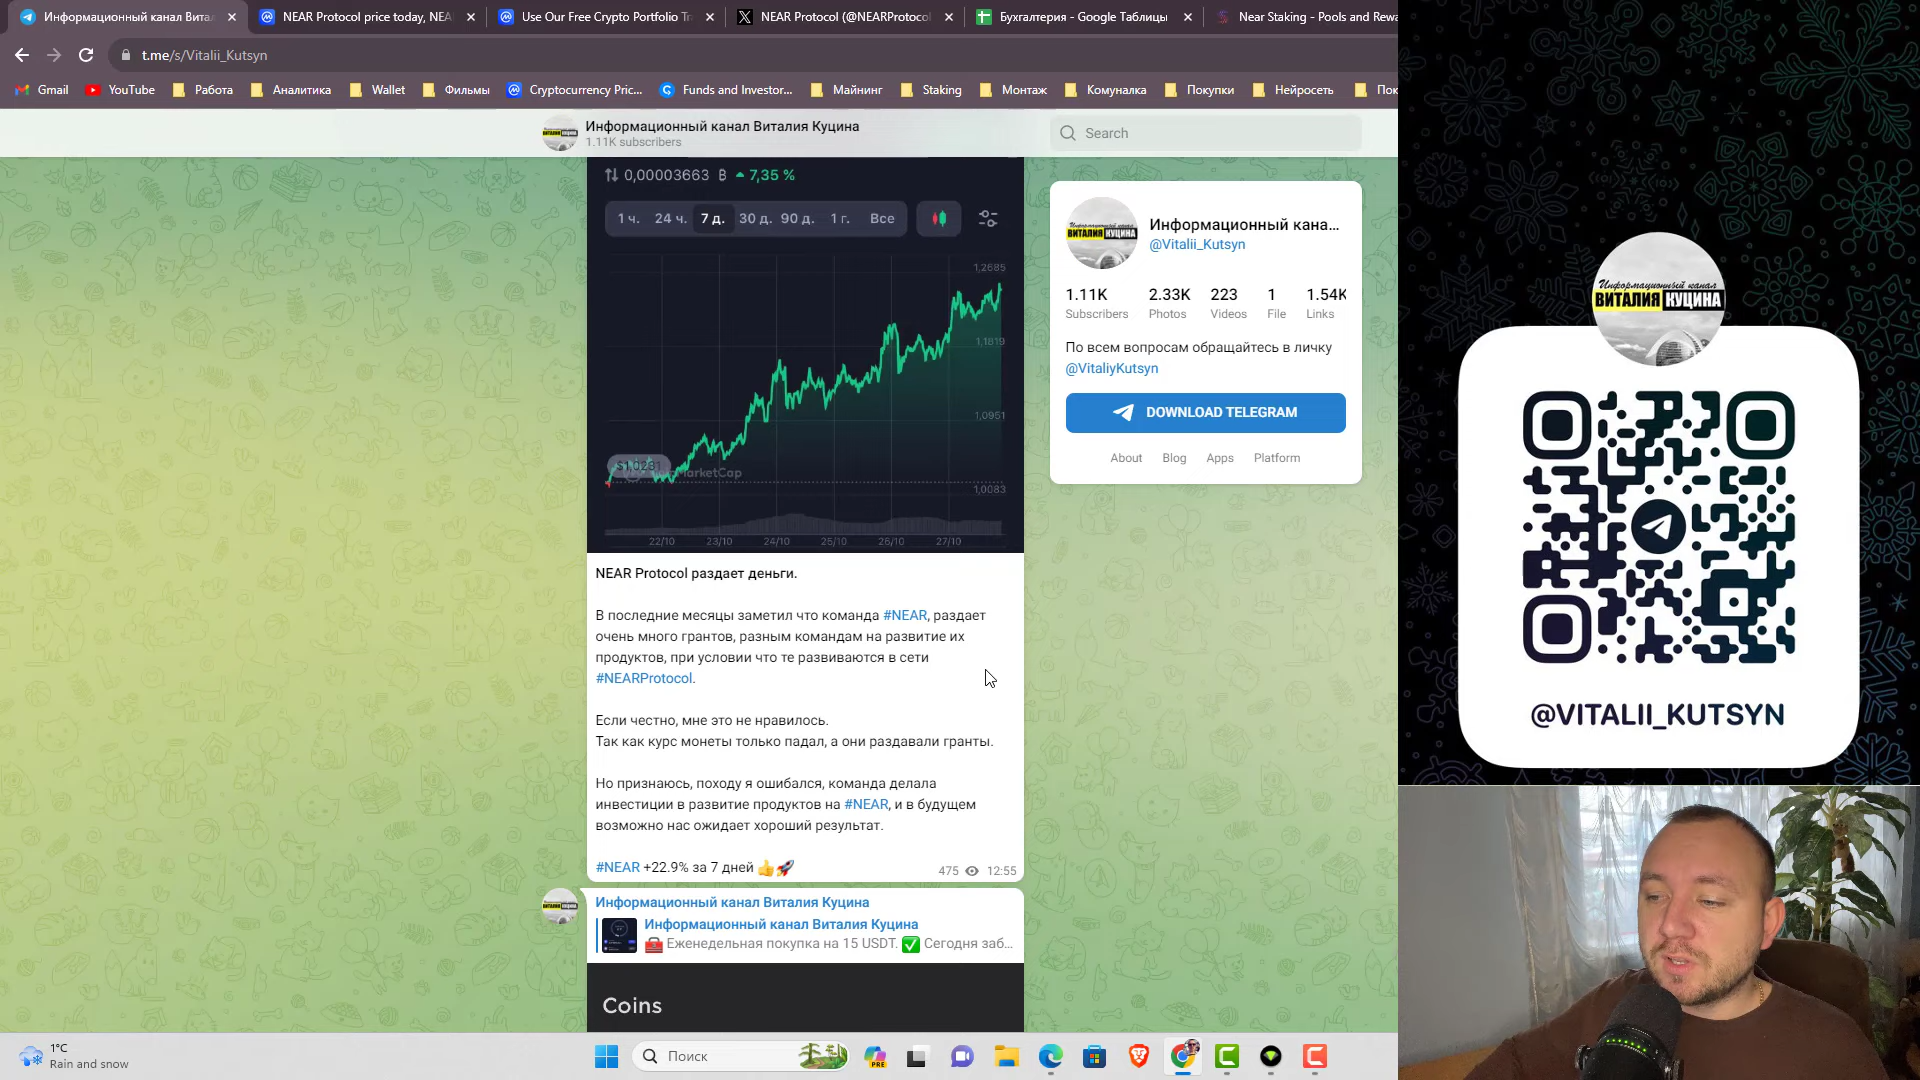 Информационный канал Вита
NEAR Protocol price today, NEA
Use Our Free Crypto Portfolio Tr
NEAR Protocol (@NEARProtocol
Бухгалтерия - Google Таблицы
Near Staking - Pools and Rewa
t.me/s/Vitalii_Kutsyn
Gmail
YouTube
Работа
Аналитика
Wallet
Фильмы
Cryptocurrency Pric...
Funds and Investor...
Майнинг
Staking
Монтаж
Комуналка
Покупки
Нейросеть
Пок
Информационный канал Виталия Куцина
1.11K subscribers
Search
0,00003663 ₿ 7,35 %
1 ч. 24 ч. 7 д. 30 д. 90 д. 1 г. Все
1,2685
1,1819
1,0951
1,0083
22/10 23/10 24/10 25/10 26/10 27/10
NEAR Protocol раздает деньги.
В последние месяцы заметил что команда #NEAR, раздает
очень много грантов, разным командам на развитие их
продуктов, при условии что те развиваются в сети
#NEARProtocol.
Если честно, мне это не нравилось.
Так как курс монеты только падал, а они раздавали гранты.
Но признаюсь, походу я ошибался, команда делала
инвестиции в развитие продуктов на #NEAR, и в будущем
возможно нас ожидает хороший результат.
#NEAR +22.9% за 7 дней 👍🚀
475 12:55
Информационный канал Виталия Куцина
Информационный канал Виталия Куцина
🧰 Еженедельная покупка на 15 USDT. ✅ Сегодня заб...
Coins
Информационный кана...
@Vitalii_Kutsyn
1.11K 2.33K 223 1 1.54K
Subscribers Photos Videos File Links
По всем вопросам обращайтесь в личку
@VitaliyKutsyn
DOWNLOAD TELEGRAM
About Blog Apps Platform
Информационный канал
ВИТАЛИЯ КУЦИНА
@VITALII_KUTSYN
1°C
Rain and snow
Поиск
PRE